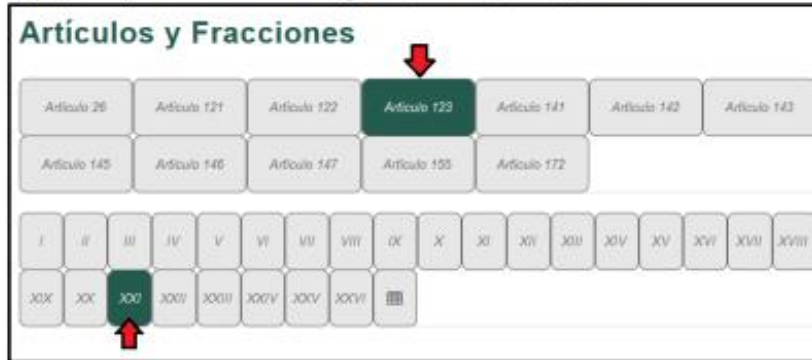 Artículos y Fracciones
Artículo 26 Artículo 121 Artículo 122 Artículo 123 Artículo 141 Artículo 142 Artículo 143
Artículo 145 Artículo 146 Artículo 147 Artículo 155 Artículo 172
I II III IV V VI VII VIII IX X XI XII XIII XIV XV XVI XVII XVIII
XIX XX XXI XXII XXIII XXIV XXV XXVI